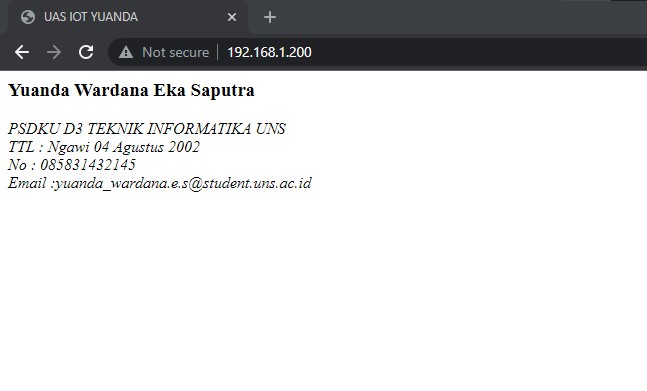 UAS IOT YUANDA
Not secure | 192.168.1.200
Yuanda Wardana Eka Saputra
PSDKU D3 TEKNIK INFORMATIKA UNS
TTL : Ngawi 04 Agustus 2002
No : 085831432145
Email :yuanda_wardana.e.s@student.uns.ac.id